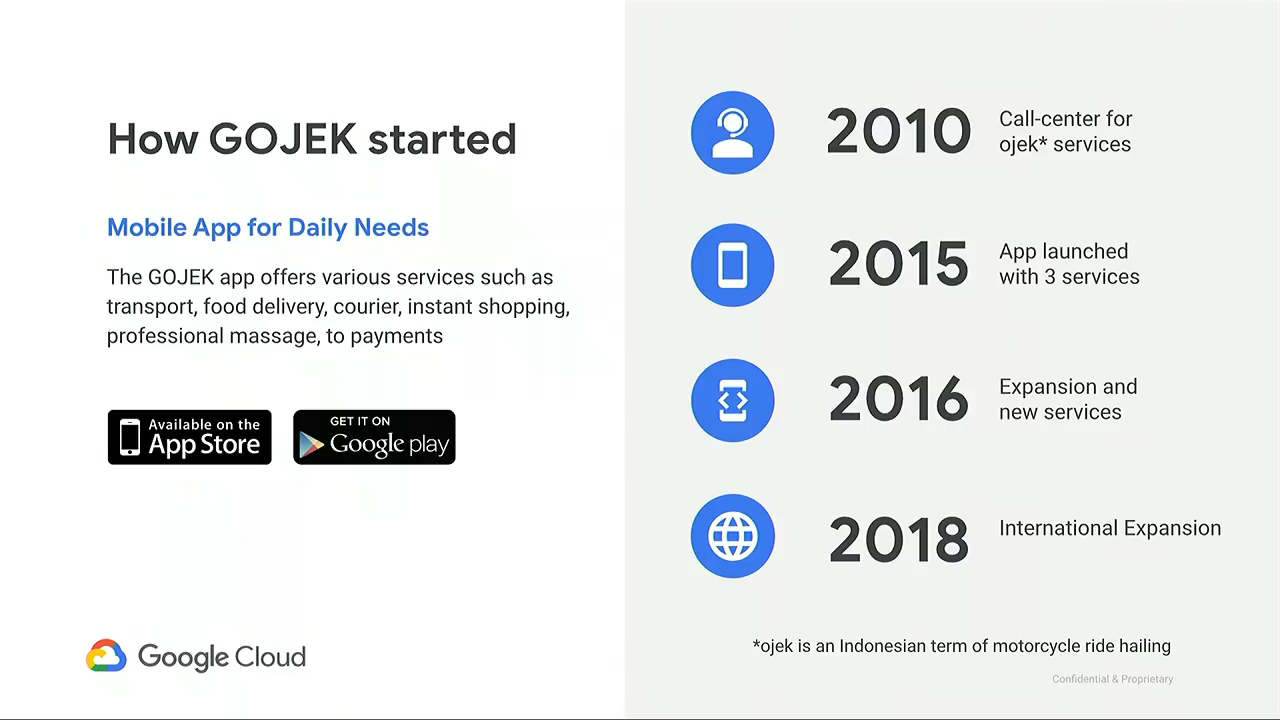 How GOJEK started
Mobile App for Daily Needs
The GOJEK app offers various services such as
transport, food delivery, courier, instant shopping,
professional massage, to payments
Available on the
App Store
GET IT ON
Google play
Google Cloud
2010
Call-center for
ojek* services
2015
App launched
with 3 services
2016
Expansion and
new services
2018
International Expansion
*ojek is an Indonesian term of motorcycle ride hailing
Confidential & Proprietary